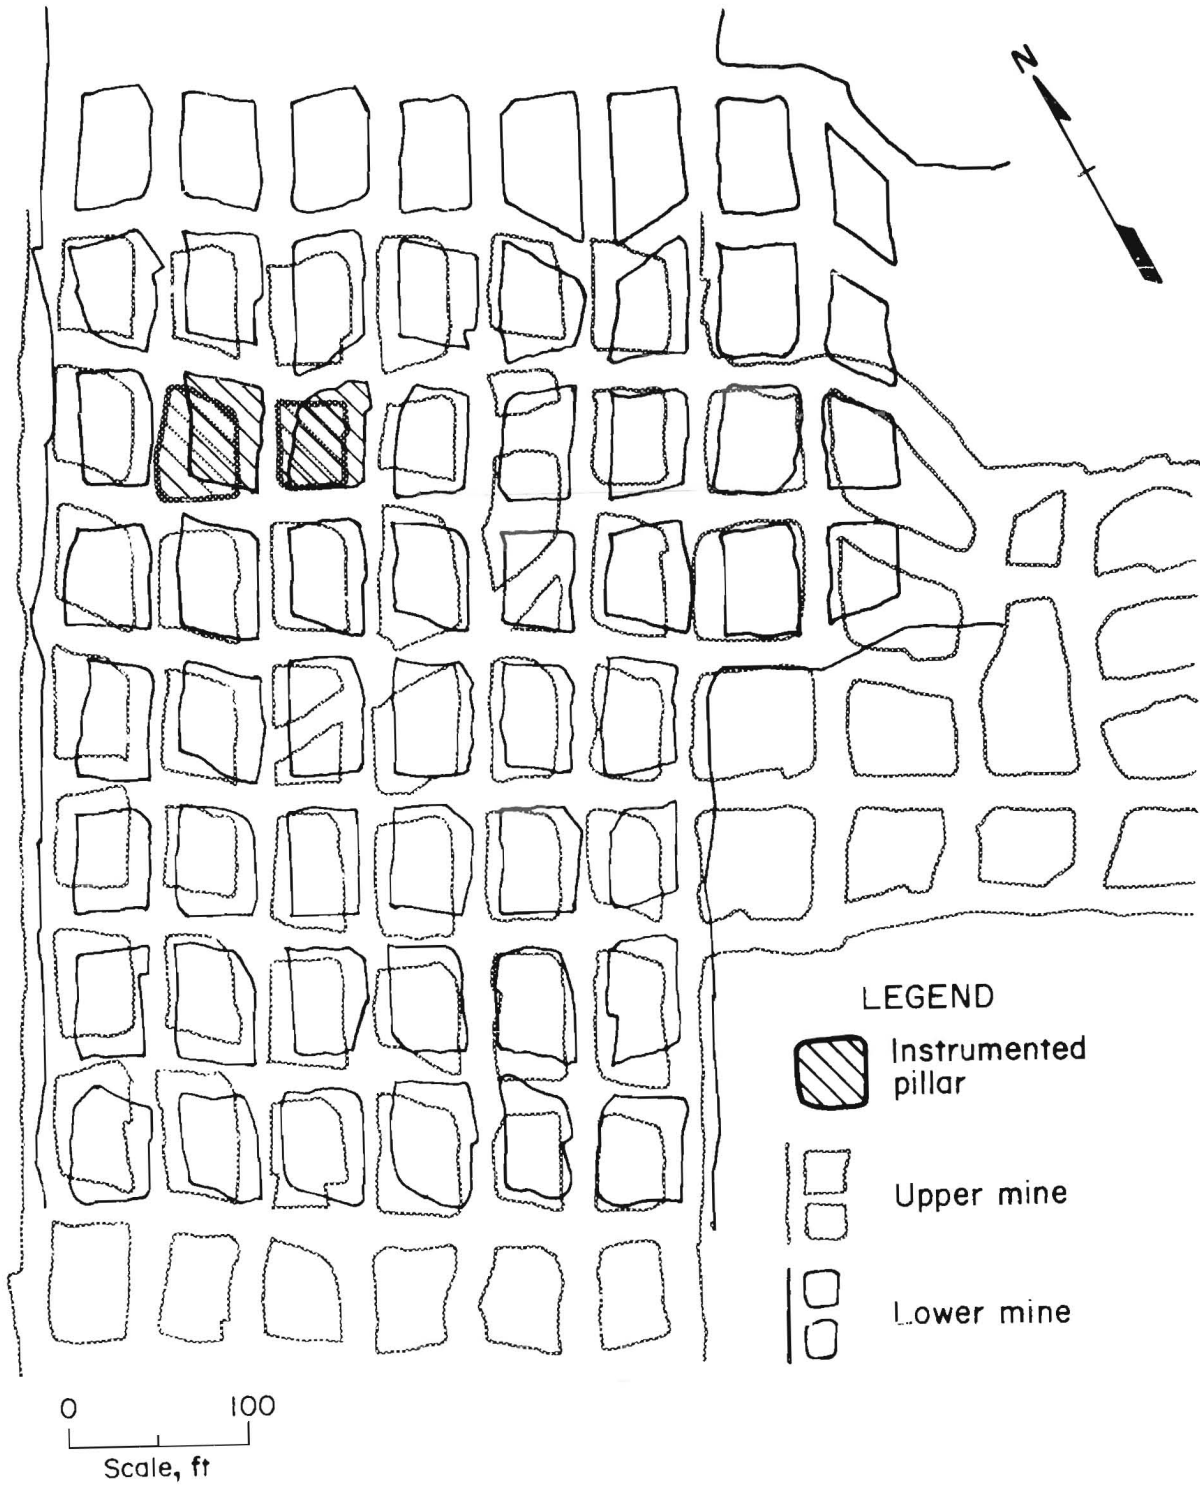 N
LEGEND
Instrumented
pillar
Upper mine
Lower mine
0 100
Scale, ft